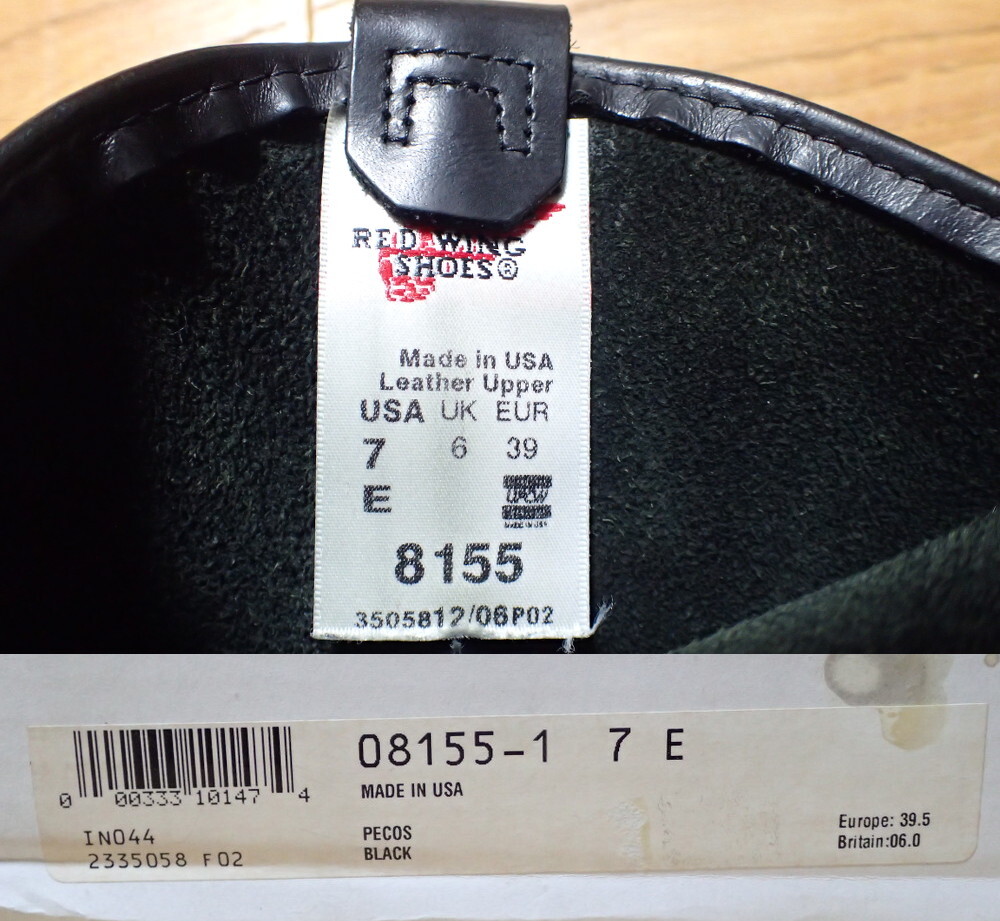 RED WING
SHOES®
Made in USA
Leather Upper
USA UK EUR
7 6 39
E
8155
3505812/06P02
08155-1 7 E
MADE IN USA
0 00333 10147 4
IN044
2335058 F02
PECOS
BLACK
Europe: 39.5
Britain:06.0